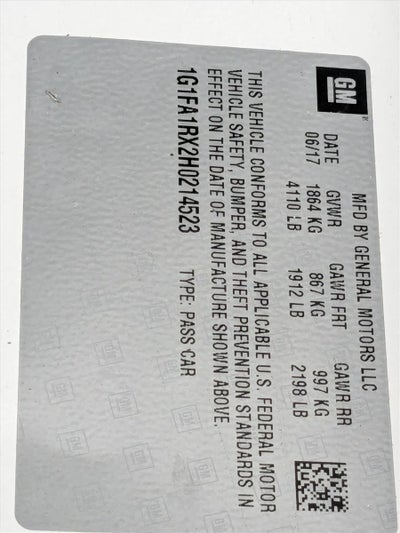 GM
MFD BY GENERAL MOTORS LLC
DATE GVWR GAWR FRT GAWR RR
06/17 1864 KG 867 KG 997 KG
4110 LB 1912 LB 2198 LB
THIS VEHICLE CONFORMS TO ALL APPLICABLE U.S. FEDERAL MOTOR
VEHICLE SAFETY, BUMPER, AND THEFT PREVENTION STANDARDS IN
EFFECT ON THE DATE OF MANUFACTURE SHOWN ABOVE.
1G1FA1RX2H0214523 TYPE: PASS CAR